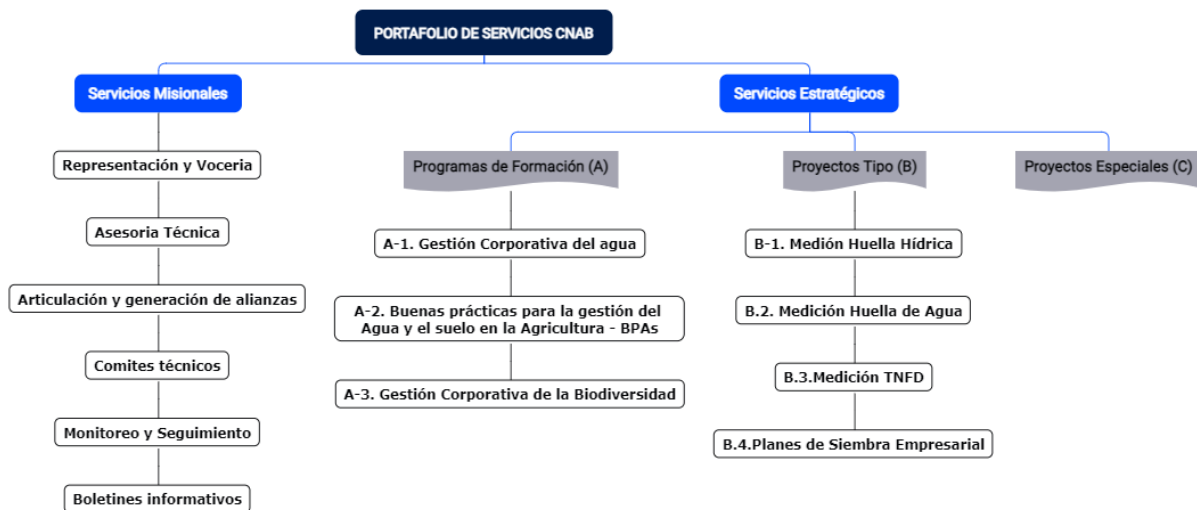 PORTAFOLIO DE SERVICIOS CNAB
Servicios Misionales
Representación y Voceria
Asesoria Técnica
Articulación y generación de alianzas
Comites técnicos
Monitoreo y Seguimiento
Boletines informativos
Servicios Estratégicos
Programas de Formación (A)
A-1. Gestión Corporativa del agua
A-2. Buenas prácticas para la gestión del
Agua y el suelo en la Agricultura - BPAs
A-3. Gestión Corporativa de la Biodiversidad
Proyectos Tipo (B)
B-1. Medión Huella Hídrica
B.2. Medición Huella de Agua
B.3.Medición TNFD
B.4.Planes de Siembra Empresarial
Proyectos Especiales (C)